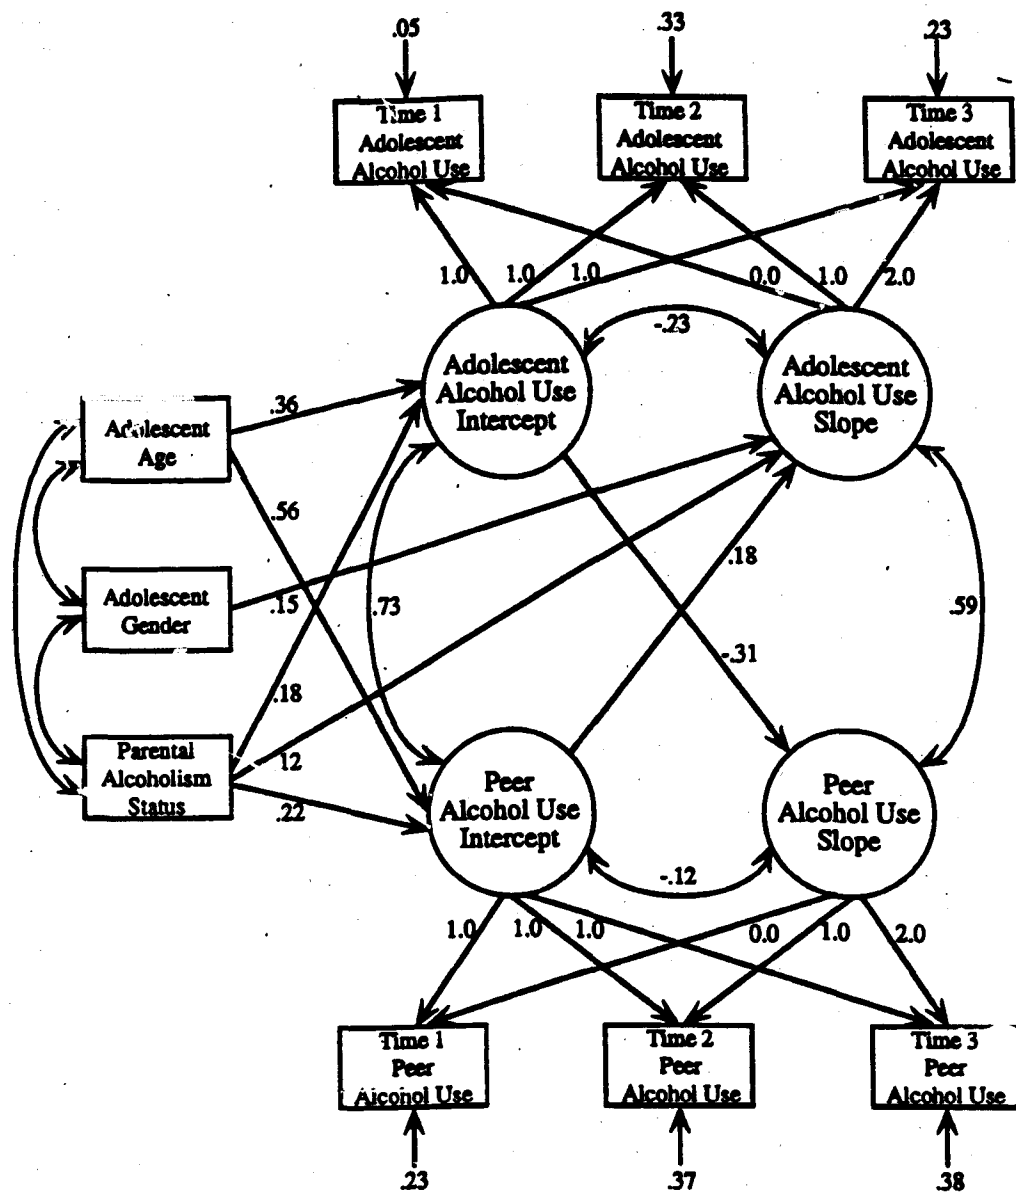 .05
.33
.23
Time 1
Adolescent
Alcohol Use
Time 2
Adolescent
Alcohol Use
Time 3
Adolescent
Alcohol Use
1.0
1.0
1.0
0.0
1.0
2.0
-.23
Adolescent
Alcohol Use
Intercept
Adolescent
Alcohol Use
Slope
Adolescent
Age
.36
.56
.18
Adolescent
Gender
.15
.73
.59
-.31
.18
Parental
Alcoholism
Status
.12
.22
Peer
Alcohol Use
Intercept
Peer
Alcohol Use
Slope
-.12
1.0
1.0
1.0
0.0
1.0
2.0
Time 1
Peer
Alcohol Use
Time 2
Peer
Alcohol Use
Time 3
Peer
Alcohol Use
.23
.37
.38